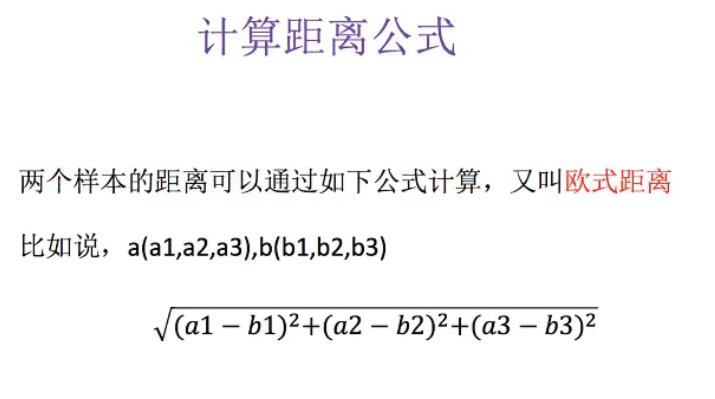 计算距离公式
两个样本的距离可以通过如下公式计算，又叫欧式距离
比如说，a(a1,a2,a3),b(b1,b2,b3)
√(a1 − b1)²+(a2 − b2)²+(a3 − b3)²